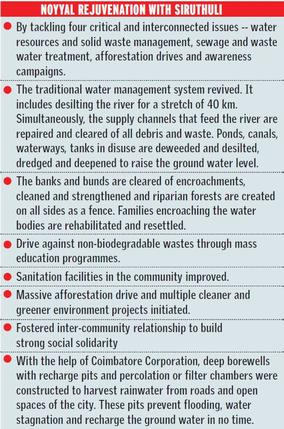 NOYYAL REJUVENATION WITH SIRUTHULI
● By tackling four critical and interconnected issues -- water
resources and solid waste management, sewage and waste
water treatment, afforestation drives and awareness
campaigns.
● The traditional water management system revived. It
includes desilting the river for a stretch of 40 km.
Simultaneously, the supply channels that feed the river are
repaired and cleared of all debris and waste. Ponds, canals,
waterways, tanks in disuse are deweeded and desilted,
dredged and deepened to raise the ground water level.
● The banks and bunds are cleared of encroachments,
cleaned and strengthened and riparian forests are created
on all sides as a fence. Families encroaching the water
bodies are rehabilitated and resettled.
● Drive against non-biodegradable wastes through mass
education programmes.
● Sanitation facilities in the community improved.
● Massive afforestation drive and multiple cleaner and
greener environment projects initiated.
● Fostered inter-community relationship to build
strong social solidarity
● With the help of Coimbatore Corporation, deep borewells
with recharge pits and percolation or filter chambers were
constructed to harvest rainwater from roads and open
spaces of the city. These pits prevent flooding, water
stagnation and recharge the ground water in no time.